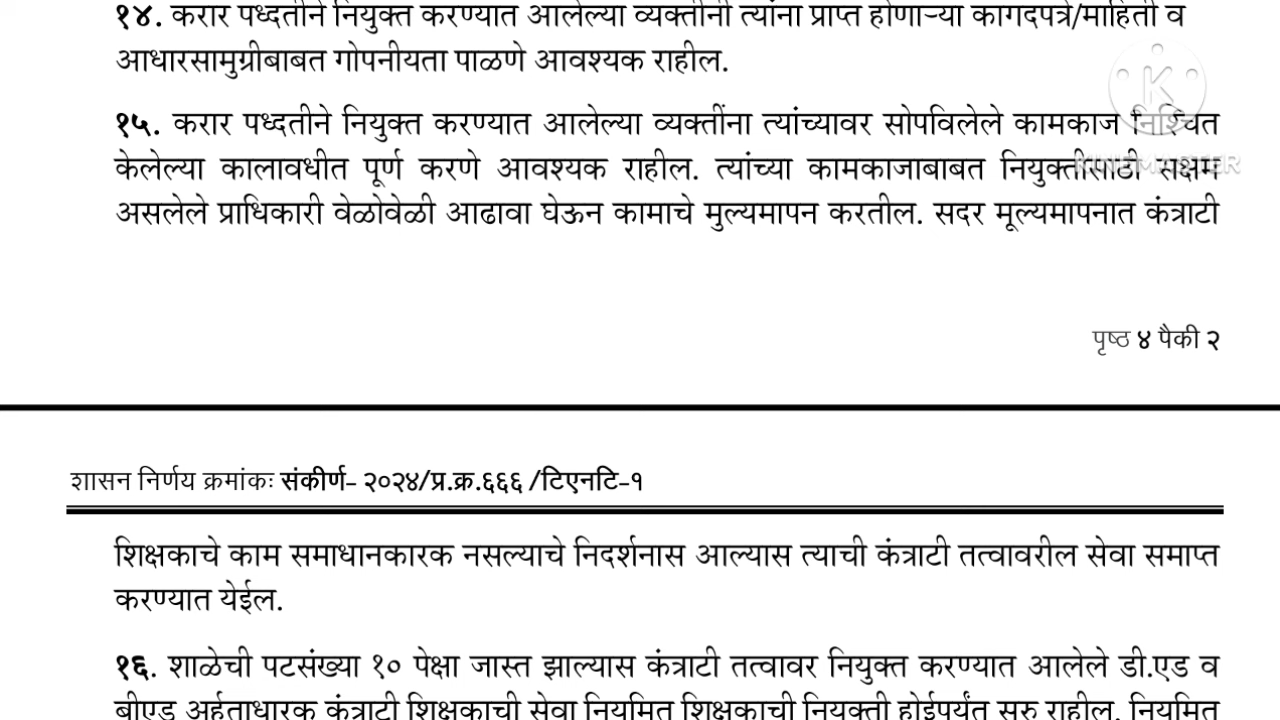 १४. करार पध्दतीने नियुक्त करण्यात आलेल्या व्यक्तींनी त्यांना प्राप्त होणाऱ्या कागदपत्रे/माहिती व
आधारसामुग्रीबाबत गोपनीयता पाळणे आवश्यक राहील.
१५. करार पध्दतीने नियुक्त करण्यात आलेल्या व्यक्तींना त्यांच्यावर सोपविलेले कामकाज निश्चित
केलेल्या कालावधीत पूर्ण करणे आवश्यक राहील. त्यांच्या कामकाजाबाबत नियुक्तीसाठी सक्षम
असलेले प्राधिकारी वेळोवेळी आढावा घेऊन कामाचे मुल्यमापन करतील. सदर मूल्यमापनात कंत्राटी
K
KINEMASTER
पृष्ठ ४ पैकी २
शासन निर्णय क्रमांकः संकीर्ण- २०२४/प्र.क्र.६६६ /टिएनटि-१
शिक्षकाचे काम समाधानकारक नसल्याचे निदर्शनास आल्यास त्याची कंत्राटी तत्वावरील सेवा समाप्त
करण्यात येईल.
१६. शाळेची पटसंख्या १० पेक्षा जास्त झाल्यास कंत्राटी तत्वावर नियुक्त करण्यात आलेले डी.एड व
बीएड अर्हताधारक कंत्राटी शिक्षकाची सेवा नियमित शिक्षकाची नियुक्ती होईपर्यंत सुरु राहील. नियमित